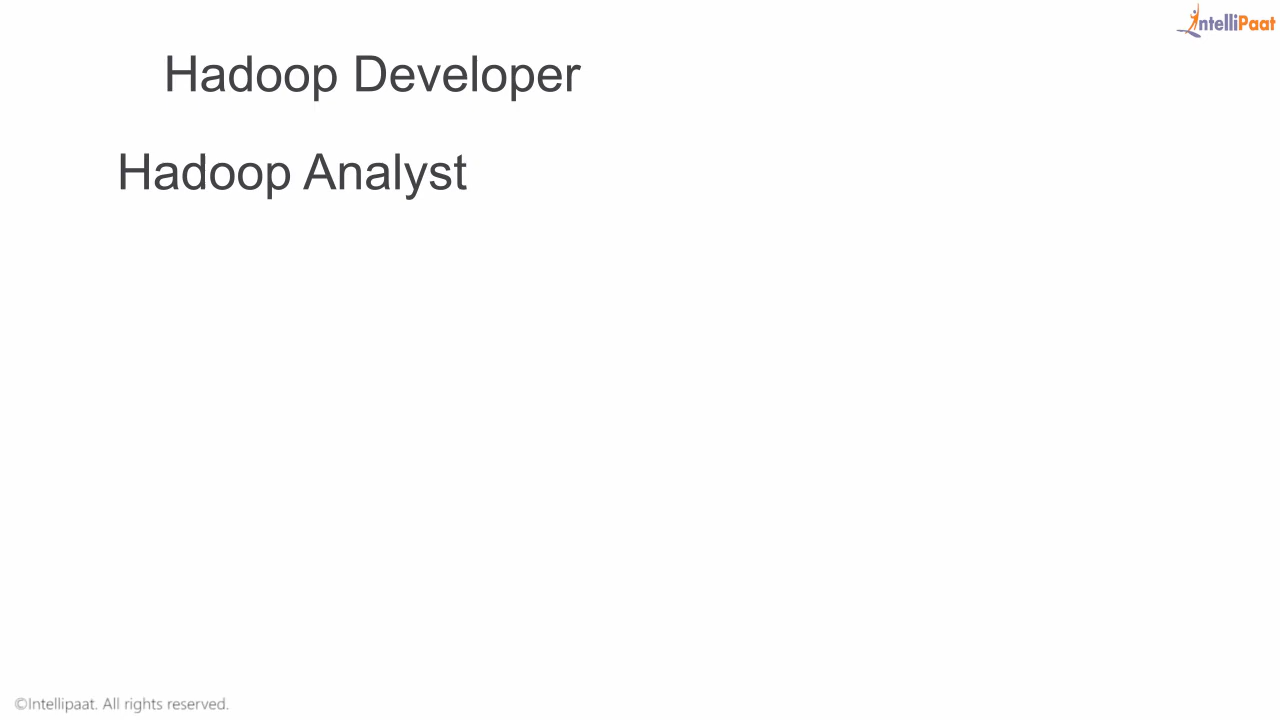 IntelliPaat
Hadoop Developer
Hadoop Analyst
©Intellipaat. All rights reserved.